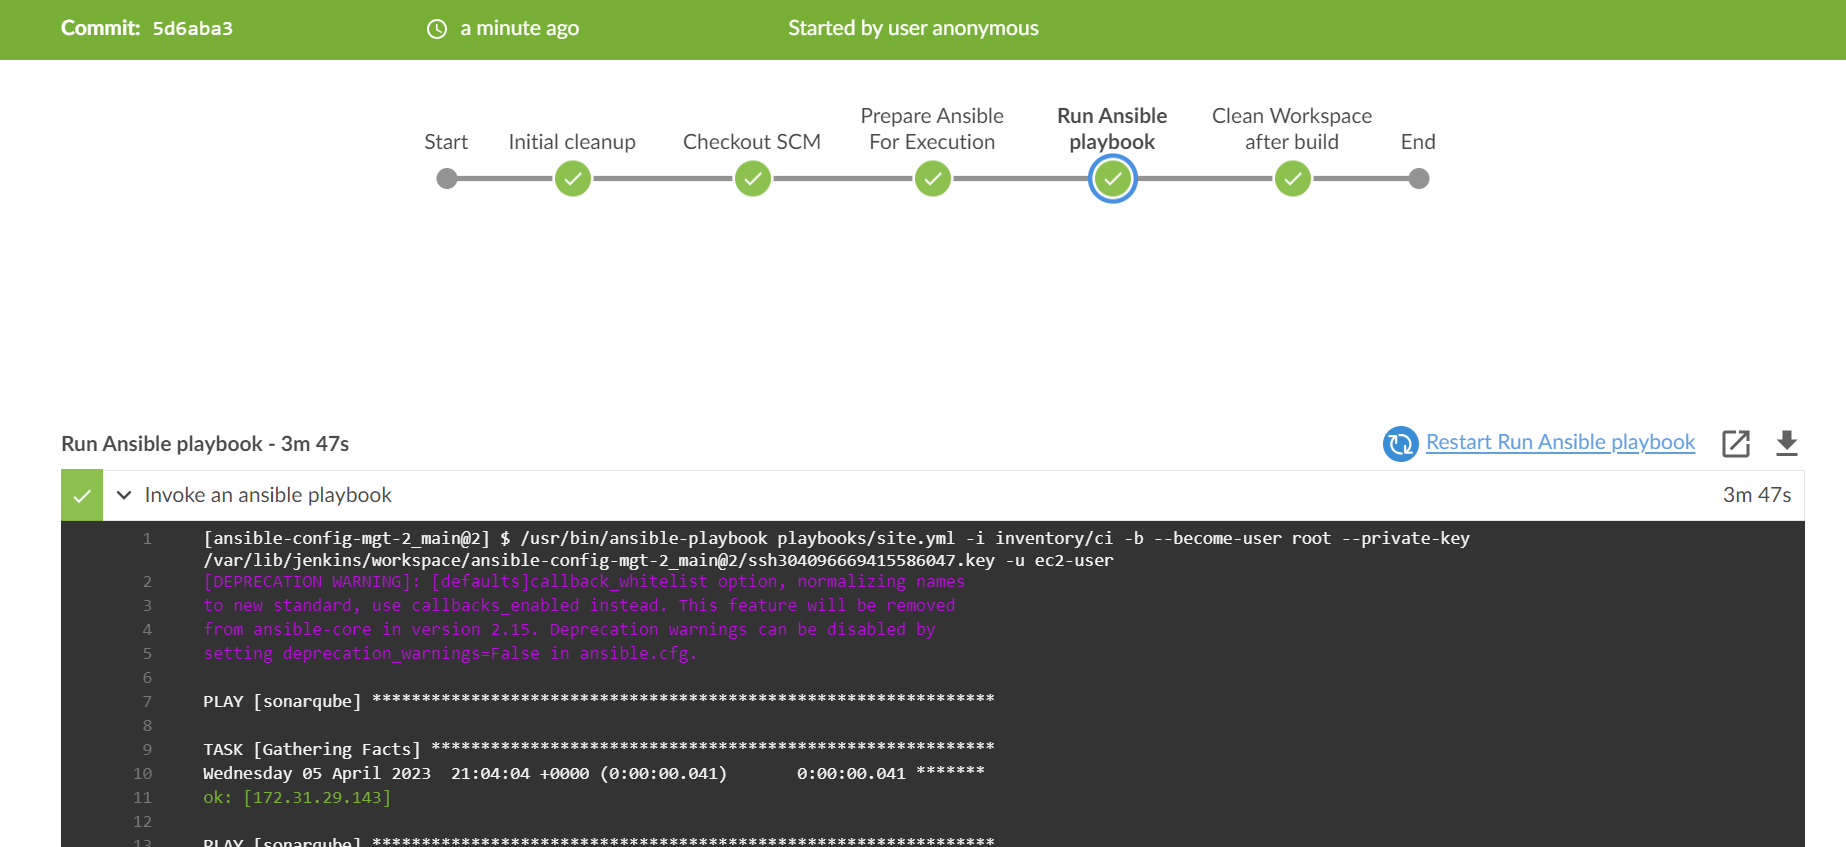 Commit: 5d6aba3 a minute ago Started by user anonymous
Start Initial cleanup Checkout SCM Prepare Ansible For Execution Run Ansible playbook Clean Workspace after build End
Run Ansible playbook - 3m 47s Restart Run Ansible playbook
Invoke an ansible playbook 3m 47s
1 [ansible-config-mgt-2_main@2] $ /usr/bin/ansible-playbook playbooks/site.yml -i inventory/ci -b --become-user root --private-key
/var/lib/jenkins/workspace/ansible-config-mgt-2_main@2/ssh304096669415586047.key -u ec2-user
2 [DEPRECATION WARNING]: [defaults]callback_whitelist option, normalizing names
3 to new standard, use callbacks_enabled instead. This feature will be removed
4 from ansible-core in version 2.15. Deprecation warnings can be disabled by
5 setting deprecation_warnings=False in ansible.cfg.
6
7 PLAY [sonarqube] ***************************************************************
8
9 TASK [Gathering Facts] *********************************************************
10 Wednesday 05 April 2023  21:04:04 +0000 (0:00:00.041)       0:00:00.041 *******
11 ok: [172.31.29.143]
12
13 PLAY [sonarqube] ***************************************************************